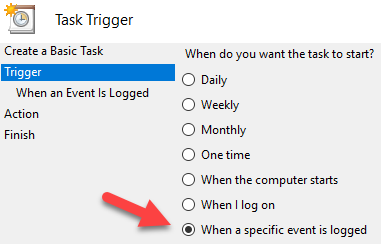 Task Trigger
Create a Basic Task
Trigger
When an Event Is Logged
Action
Finish
When do you want the task to start?
Daily
Weekly
Monthly
One time
When the computer starts
When I log on
When a specific event is logged